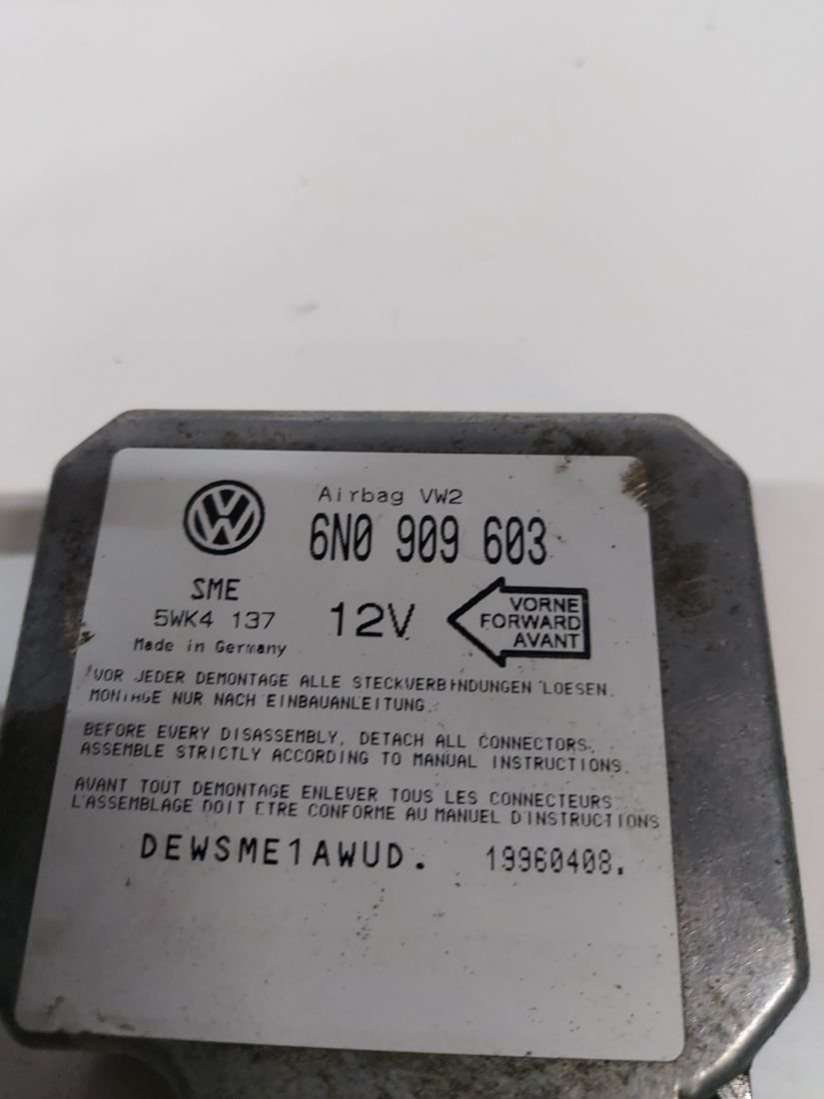 Airbag VW2
6N0 909 603
SME
5WK4 137
Made in Germany
12V
VORNE
FORWARD
AVANT
VOR JEDER DEMONTAGE ALLE STECKVERBINDUNGEN LOESEN.
MONTAGE NUR NACH EINBAUANLEITUNG.
BEFORE EVERY DISASSEMBLY, DETACH ALL CONNECTORS.
ASSEMBLE STRICTLY ACCORDING TO MANUAL INSTRUCTIONS.
AVANT TOUT DEMONTAGE ENLEVER TOUS LES CONNECTEURS
L'ASSEMBLAGE DOIT ETRE CONFORME AU MANUEL D'INSTRUCTIONS
DEWSME1AWUD. 19960408.